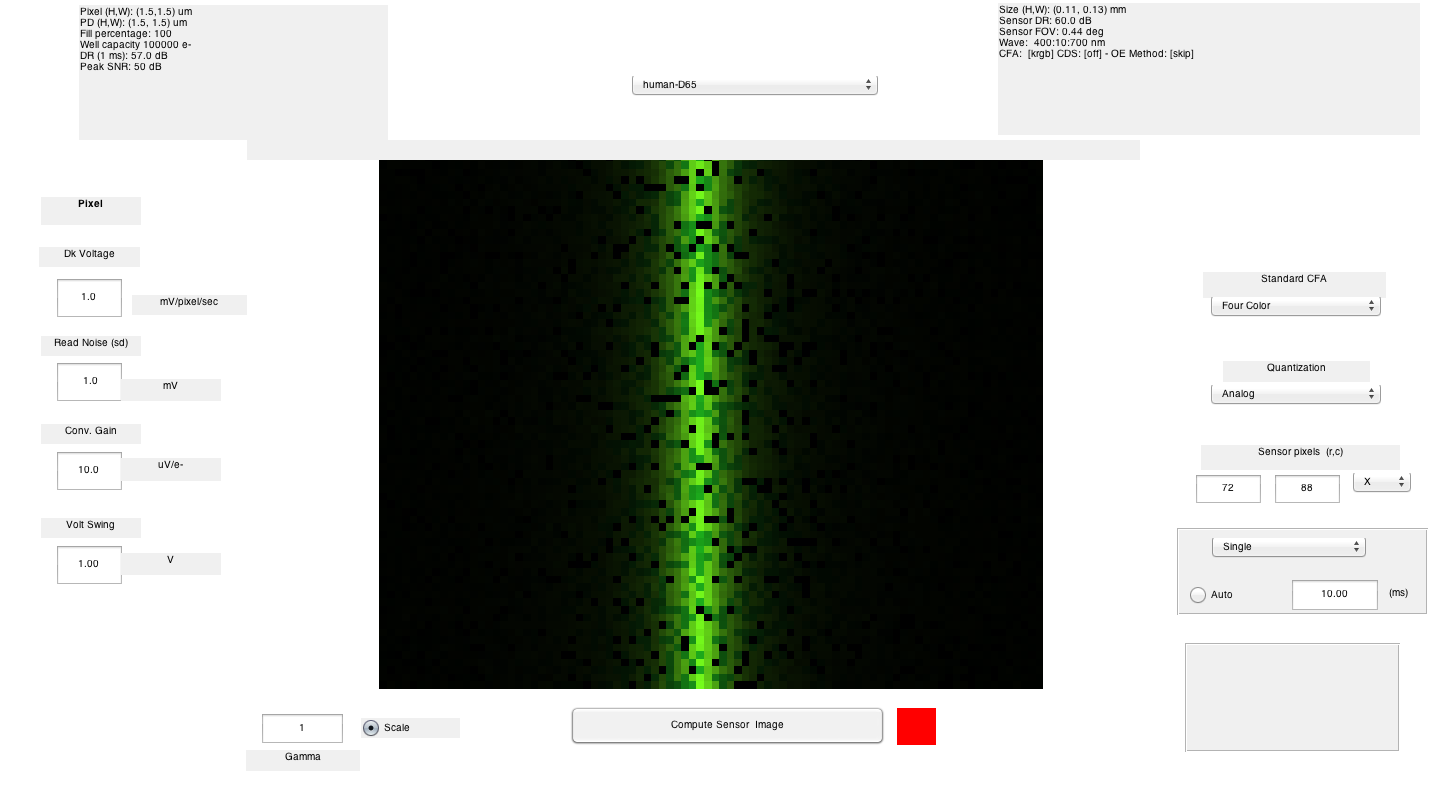 Pixel (H,W): (1.5,1.5) um
PD (H,W): (1.5, 1.5) um
Fill percentage: 100
Well capacity 100000 e-
DR (1 ms): 57.0 dB
Peak SNR: 50 dB
human-D65
Size (H,W): (0.11, 0.13) mm
Sensor DR: 60.0 dB
Sensor FOV: 0.44 deg
Wave:  400:10:700 nm
CFA:  [krgb] CDS: [off] - OE Method: [skip]
Pixel
Dk Voltage
1.0
mV/pixel/sec
Read Noise (sd)
1.0
mV
Conv. Gain
10.0
uV/e-
Volt Swing
1.00
V
Standard CFA
Four Color
Quantization
Analog
Sensor pixels  (r,c)
72
88
X
Single
Auto
10.00
(ms)
1
Scale
Gamma
Compute Sensor  Image